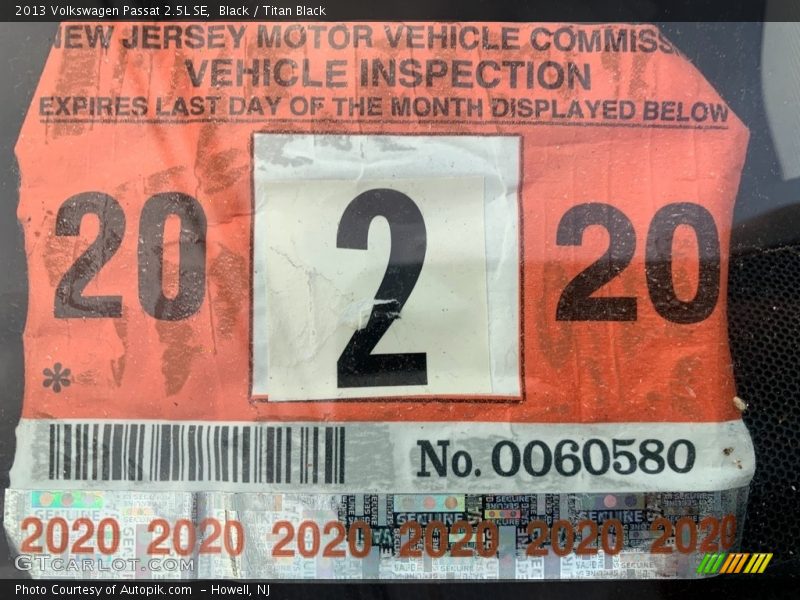 2013 Volkswagen Passat 2.5L SE, Black / Titan Black
NEW JERSEY MOTOR VEHICLE COMMISS
VEHICLE INSPECTION
EXPIRES LAST DAY OF THE MONTH DISPLAYED BELOW
20 2 20
*
No. 0060580
2020 2020 2020 2020 2020 2020
GTCarLot.com
Photo Courtesy of Autopik.com - Howell, NJ